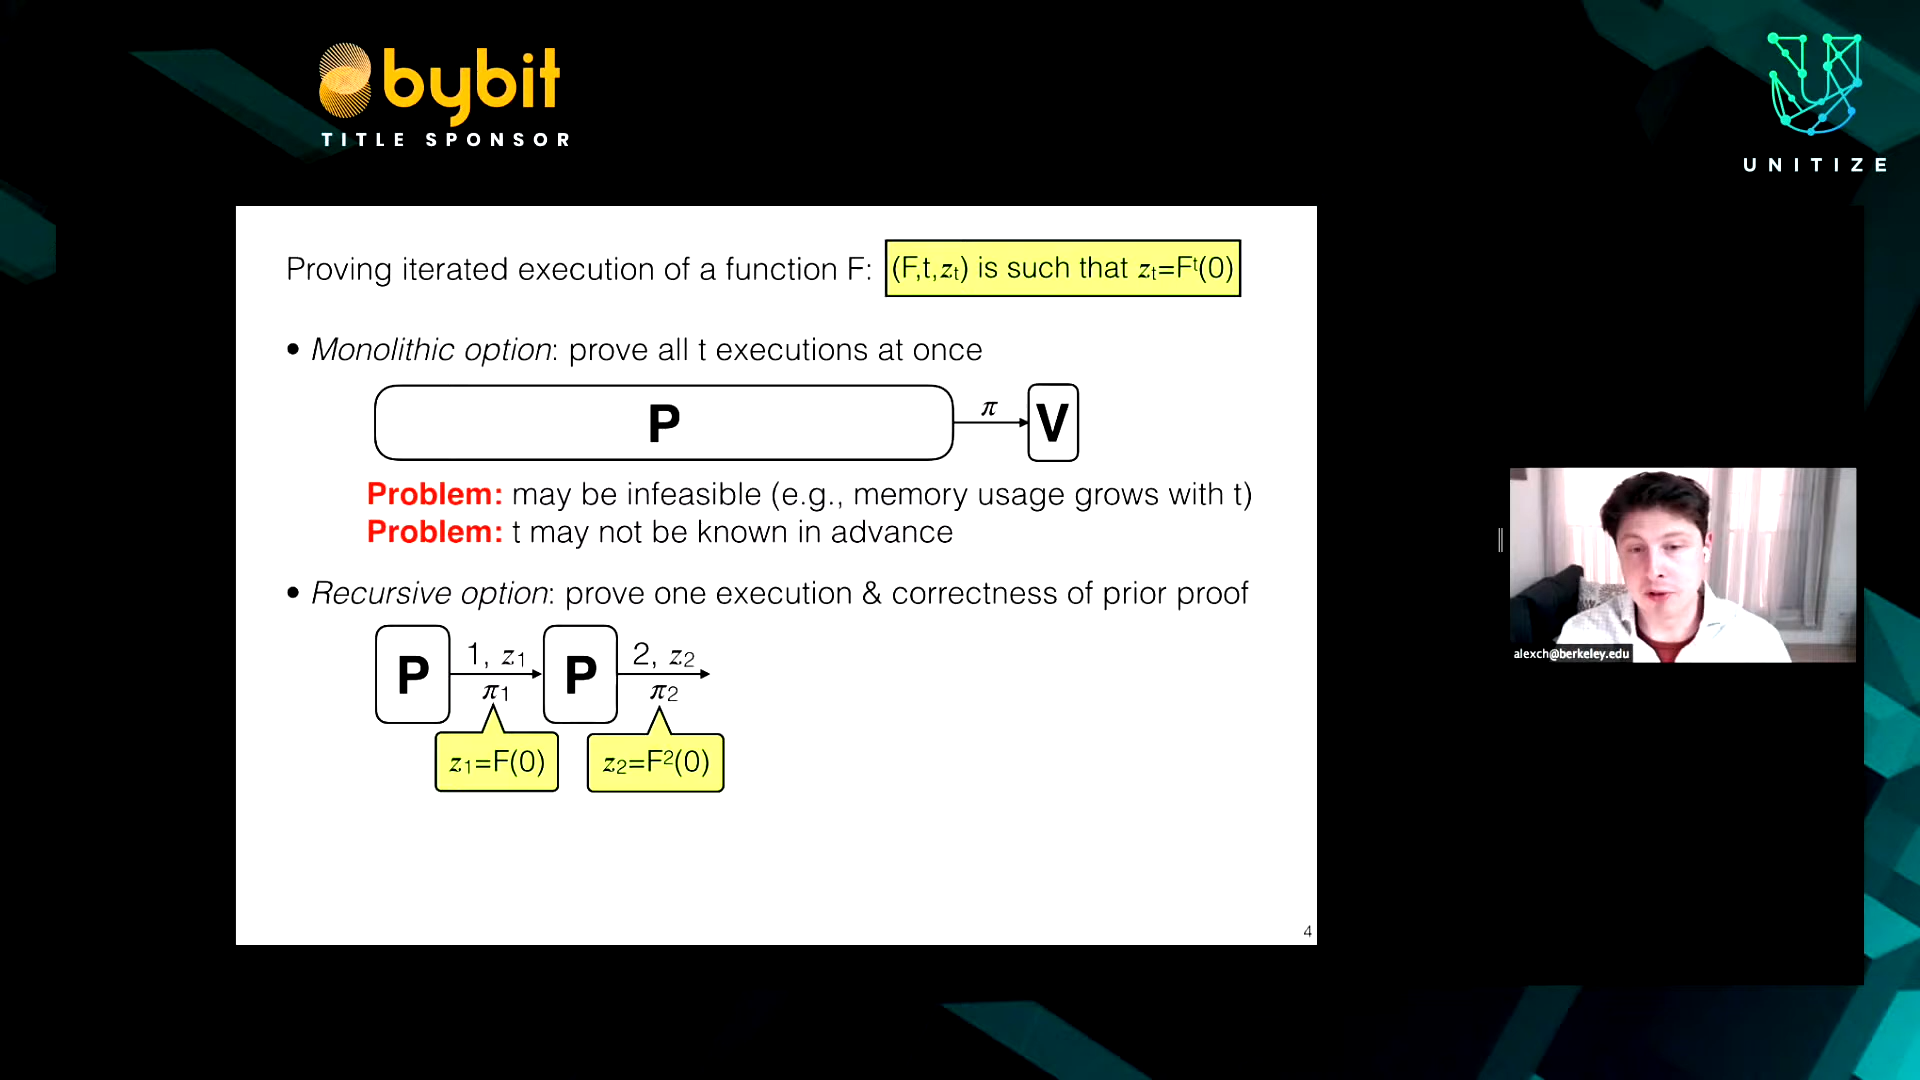 bybit
TITLE SPONSOR
UNITIZE
Proving iterated execution of a function F: (F,t,zt) is such that zt=Fᵗ(0)
• Monolithic option: prove all t executions at once
P π V
Problem: may be infeasible (e.g., memory usage grows with t)
Problem: t may not be known in advance
• Recursive option: prove one execution & correctness of prior proof
P 1, z1 P 2, z2
π1 π2
z1=F(0) z2=F²(0)
alexch@berkeley.edu
4